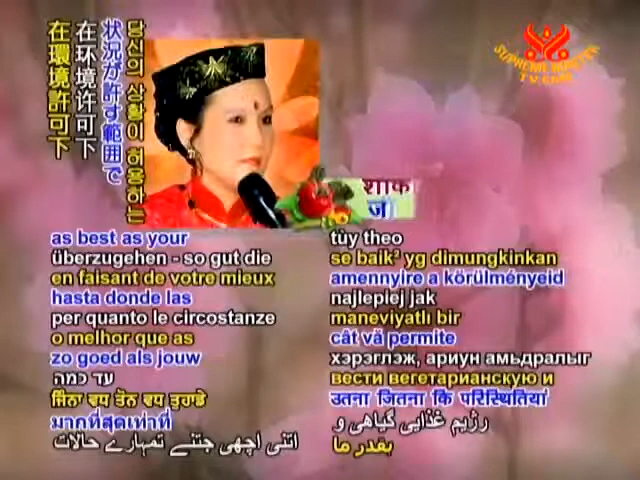 在環境許可下
在环境许可下
状況が許す範囲で
당신의 상황이 허용하는
SUPREME MASTER
TV.COM
as best as your
überzugehen - so gut die
en faisant de votre mieux
hasta donde las
per quanto le circostanze
o melhor que as
zo goed als jouw
עד כמה
ਜਿੰਨਾ ਵਧ ਤੋਨ ਵਧ ਤੁਹਾਡੇ
มากที่สุดเท่าที่
اتنی اچھی جتنے تمہارے حالات
tùy theo
se baik² yg dimungkinkan
amennyire a körülményeid
najlepiej jak
maneviyatlı bir
cât vă permite
хэрэглэж, ариун амьдралыг
вести вегетарианскую и
उतना जितना कि परिस्थितियां
رژیم غذایی گیاهی و
بقدر ما